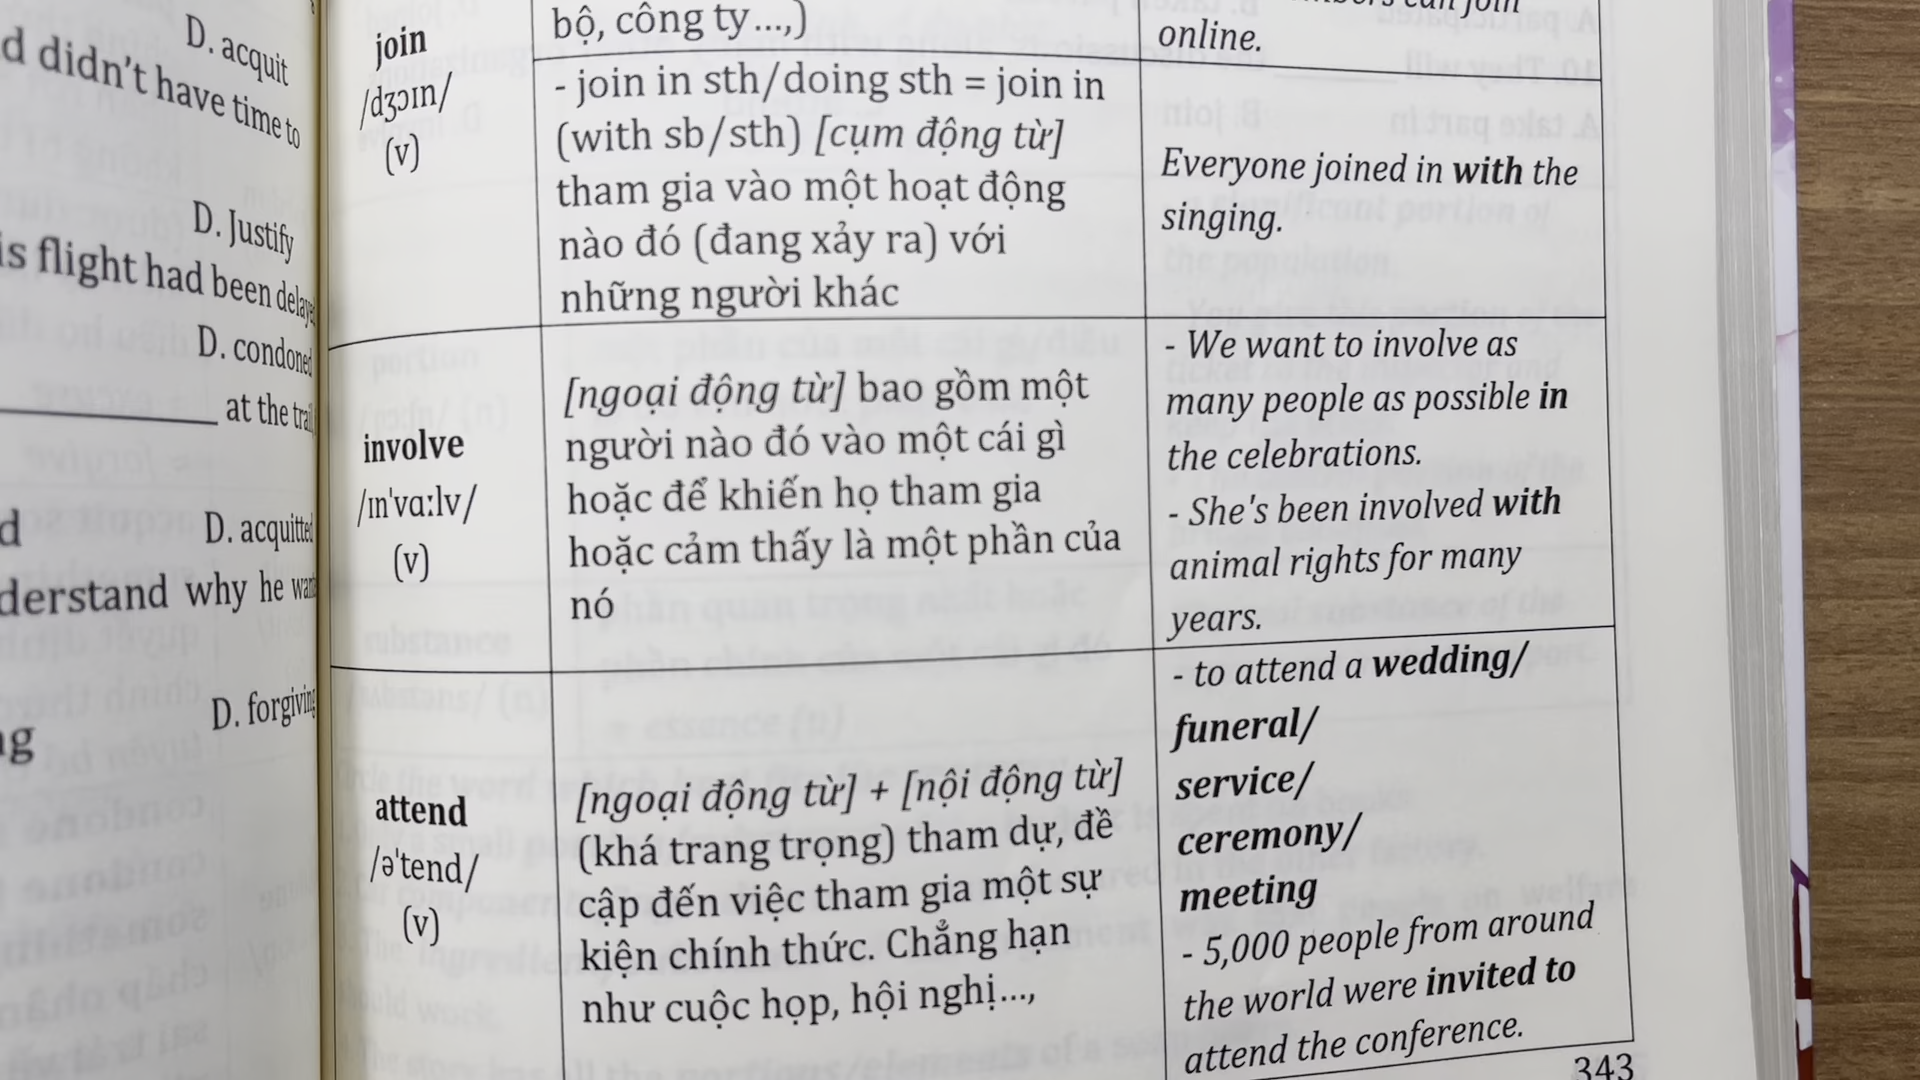 D. acquit
d didn't have time to
D. Justify
is flight had been
D. condoned
at the
d
D. acquitted
derstand why he
D. forgiving
ng
join
/dʒɔɪn/
(v)
bộ, công ty...,)
- join in sth/doing sth = join in
(with sb/sth) [cụm động từ]
tham gia vào một hoạt động
nào đó (đang xảy ra) với
những người khác
can join
online.
Everyone joined in with the
singing.
involve
/ɪnˈvɑːlv/
(v)
[ngoại động từ] bao gồm một
người nào đó vào một cái gì
hoặc để khiến họ tham gia
hoặc cảm thấy là một phần của
nó
- We want to involve as
many people as possible in
the celebrations.
- She's been involved with
animal rights for many
years.
attend
/əˈtend/
(v)
[ngoại động từ] + [nội động từ]
(khá trang trọng) tham dự, đề
cập đến việc tham gia một sự
kiện chính thức. Chẳng hạn
như cuộc họp, hội nghị...,
- to attend a wedding/
funeral/
service/
ceremony/
meeting
- 5,000 people from around
the world were invited to
attend the conference.
343